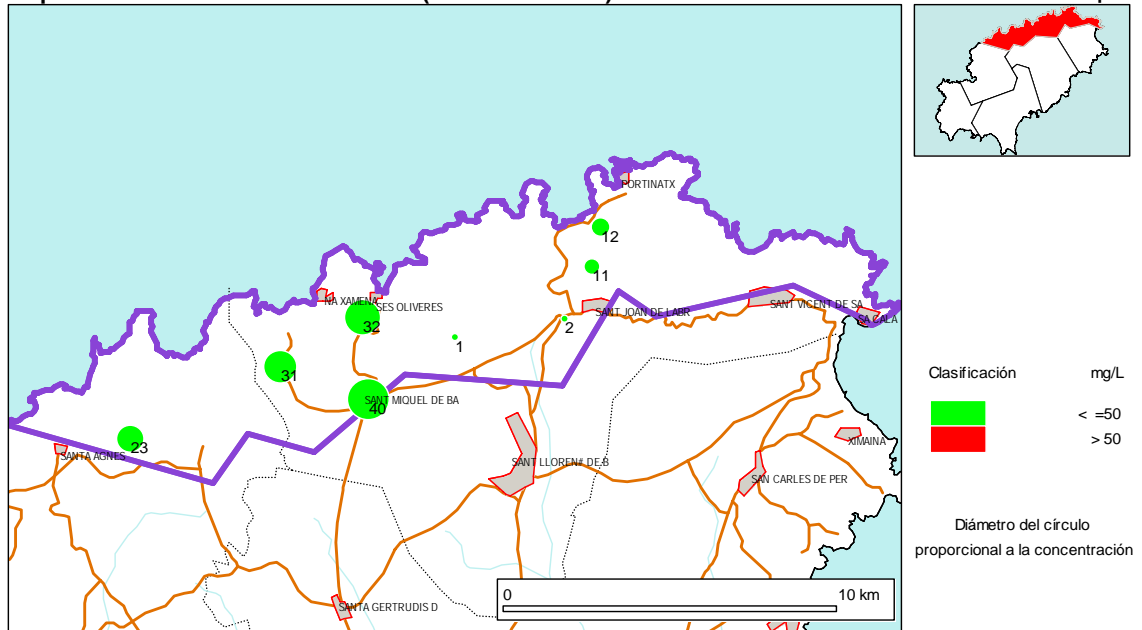 PORTINATX
12
11
NA XAMENA
SES OLIVERES
SANT JOAN DE LABR
SANT VICENT DE SA
SA CALA
32
2
1
31
SANT MIQUEL DE BA
40
23
SANTA AGNES
SANT LLOREN# DE B
XIMAINA
SAN CARLES DE PER
SANTA GERTRUDIS D
0
10 km
Clasificación mg/L
< =50
> 50
Diámetro del círculo
proporcional a la concentración